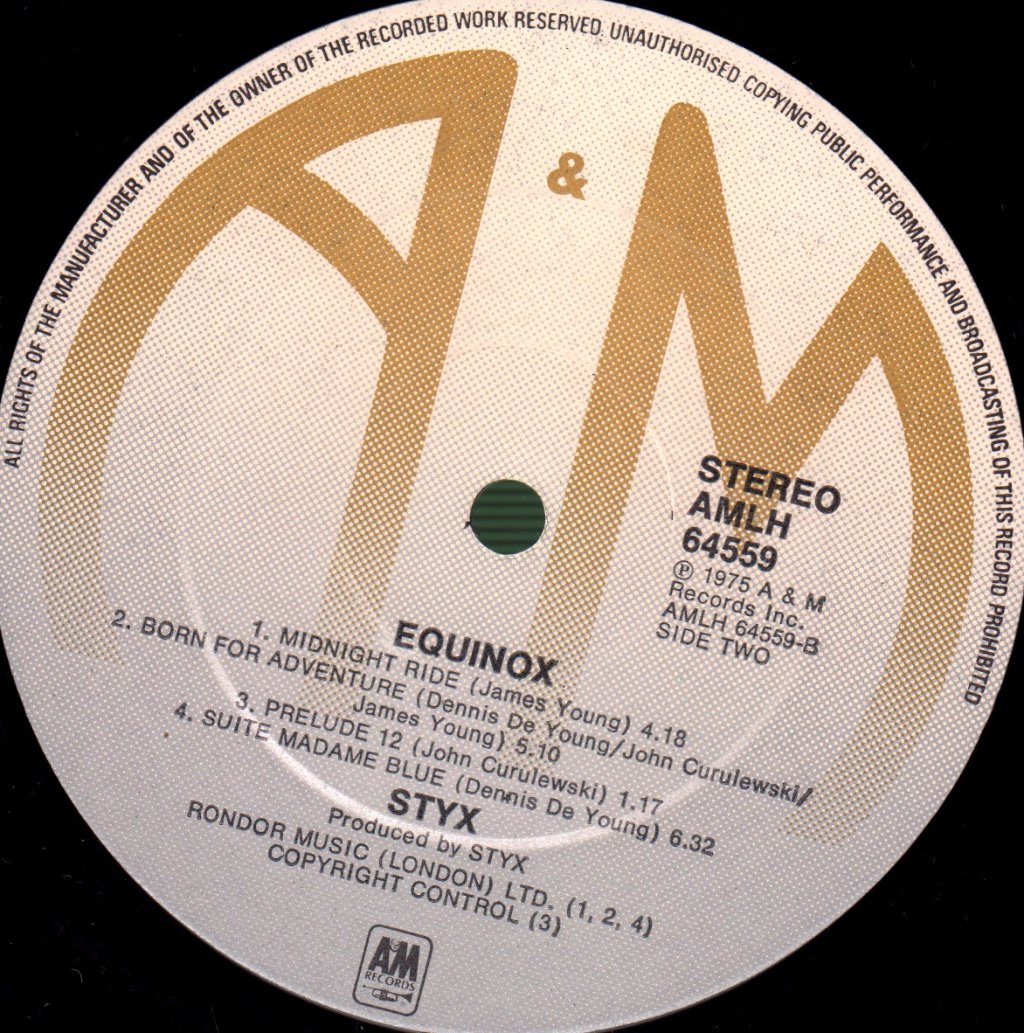 ALL RIGHTS OF THE MANUFACTURER AND OF THE OWNER OF THE RECORDED WORK RESERVED. UNAUTHORISED COPYING PUBLIC PERFORMANCE AND BROADCASTING OF THIS RECORD PROHIBITED
A & M
STEREO
AMLH
64559
Ⓟ 1975 A & M
Records Inc.
AMLH 64559-B
SIDE TWO
EQUINOX
1. MIDNIGHT RIDE (James Young) 4.18
2. BORN FOR ADVENTURE (Dennis De Young/John Curulewski/
James Young) 5.10
3. PRELUDE 12 (John Curulewski) 1.17
4. SUITE MADAME BLUE (Dennis De Young) 6.32
STYX
Produced by STYX
RONDOR MUSIC (LONDON) LTD. (1, 2, 4)
COPYRIGHT CONTROL (3)
A&M
RECORDS